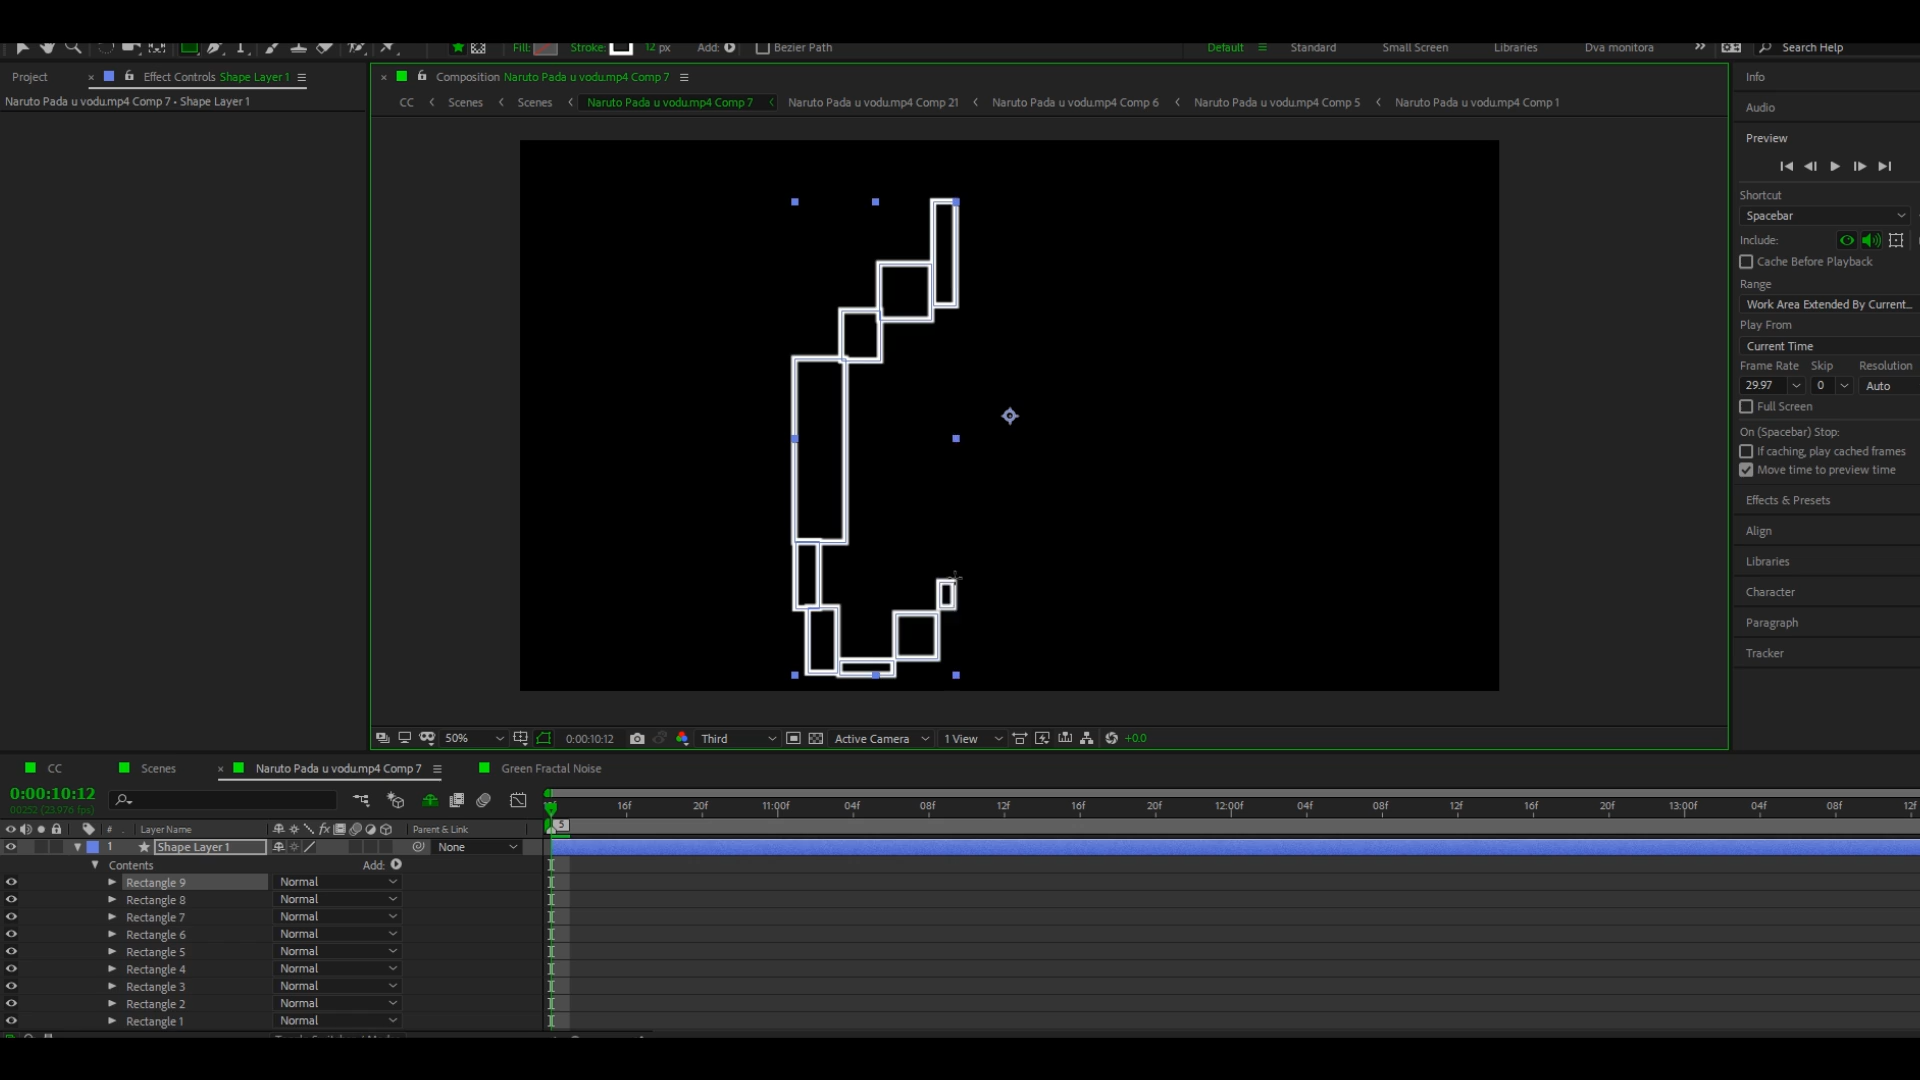 Fill: Stroke: 12 px Add: Bezier Path Default Standard Small Screen Libraries Dva monitora Search Help
Project
Effect Controls Shape Layer 1
Naruto Pada u vodu.mp4 Comp 7 • Shape Layer 1
Composition Naruto Pada u vodu.mp4 Comp 7
CC Scenes Scenes Naruto Pada u vodu.mp4 Comp 7 Naruto Pada u vodu.mp4 Comp 21 Naruto Pada u vodu.mp4 Comp 6 Naruto Pada u vodu.mp4 Comp 5 Naruto Pada u vodu.mp4 Comp 1
50% 0:00:10:12 Third Active Camera 1 View +0.0
Info
Audio
Preview
Shortcut
Spacebar
Include:
Cache Before Playback
Range
Work Area Extended By Current...
Play From
Current Time
Frame Rate Skip Resolution
29.97 0 Auto
Full Screen
On (Spacebar) Stop:
If caching, play cached frames
Move time to preview time
Effects & Presets
Align
Libraries
Character
Paragraph
Tracker
CC Scenes Naruto Pada u vodu.mp4 Comp 7 Green Fractal Noise
0:00:10:12
00252 (23.976 fps)
16f 20f 11:00f 04f 08f 12f 16f 20f 12:00f 04f 08f 12f 16f 20f 13:00f 04f 08f 12f
5
# Layer Name Parent & Link
1 Shape Layer 1 None
Contents Add:
Rectangle 9 Normal
Rectangle 8 Normal
Rectangle 7 Normal
Rectangle 6 Normal
Rectangle 5 Normal
Rectangle 4 Normal
Rectangle 3 Normal
Rectangle 2 Normal
Rectangle 1 Normal